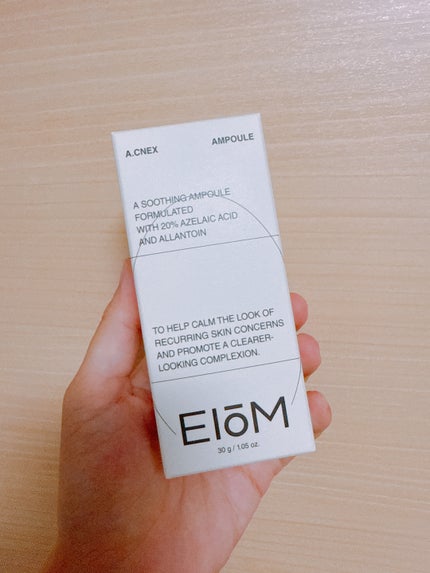 A.CNEX
AMPOULE
A SOOTHING AMPOULE
FORMULATED
WITH 20% AZELAIC ACID
AND ALLANTOIN
TO HELP CALM THE LOOK OF
RECURRING SKIN CONCERNS
AND PROMOTE A CLEARER-
LOOKING COMPLEXION.
EloM
30 g / 1.05 oz.